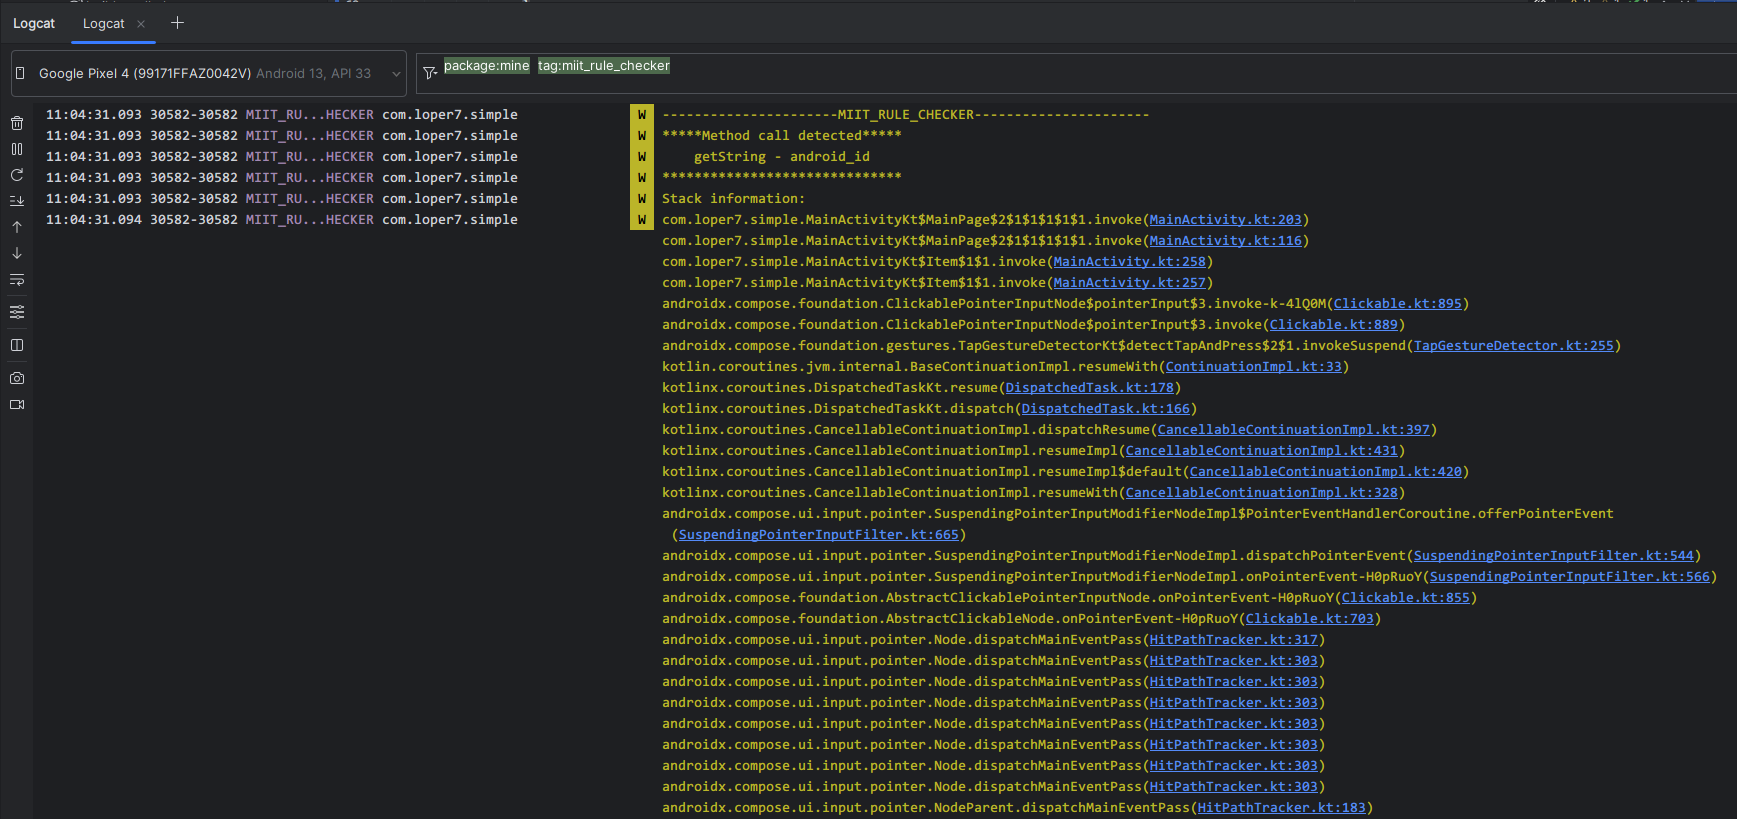 Logcat Logcat
Google Pixel 4 (99171FFAZ0042V) Android 13, API 33 package:mine tag:miit_rule_checker
11:04:31.093 30582-30582 MIIT_RU...HECKER com.loper7.simple W ----------------------MIIT_RULE_CHECKER----------------------
11:04:31.093 30582-30582 MIIT_RU...HECKER com.loper7.simple W *****Method call detected*****
11:04:31.093 30582-30582 MIIT_RU...HECKER com.loper7.simple W getString - android_id
11:04:31.093 30582-30582 MIIT_RU...HECKER com.loper7.simple W ******************************
11:04:31.093 30582-30582 MIIT_RU...HECKER com.loper7.simple W Stack information:
11:04:31.094 30582-30582 MIIT_RU...HECKER com.loper7.simple W com.loper7.simple.MainActivityKt$MainPage$2$1$1$1$1$1.invoke(MainActivity.kt:203)
com.loper7.simple.MainActivityKt$MainPage$2$1$1$1$1$1.invoke(MainActivity.kt:116)
com.loper7.simple.MainActivityKt$Item$1$1.invoke(MainActivity.kt:258)
com.loper7.simple.MainActivityKt$Item$1$1.invoke(MainActivity.kt:257)
androidx.compose.foundation.ClickablePointerInputNode$pointerInput$3.invoke-k-4lQ0M(Clickable.kt:895)
androidx.compose.foundation.ClickablePointerInputNode$pointerInput$3.invoke(Clickable.kt:889)
androidx.compose.foundation.gestures.TapGestureDetectorKt$detectTapAndPress$2$1.invokeSuspend(TapGestureDetector.kt:255)
kotlin.coroutines.jvm.internal.BaseContinuationImpl.resumeWith(ContinuationImpl.kt:33)
kotlinx.coroutines.DispatchedTaskKt.resume(DispatchedTask.kt:178)
kotlinx.coroutines.DispatchedTaskKt.dispatch(DispatchedTask.kt:166)
kotlinx.coroutines.CancellableContinuationImpl.dispatchResume(CancellableContinuationImpl.kt:397)
kotlinx.coroutines.CancellableContinuationImpl.resumeImpl(CancellableContinuationImpl.kt:431)
kotlinx.coroutines.CancellableContinuationImpl.resumeImpl$default(CancellableContinuationImpl.kt:420)
kotlinx.coroutines.CancellableContinuationImpl.resumeWith(CancellableContinuationImpl.kt:328)
androidx.compose.ui.input.pointer.SuspendingPointerInputModifierNodeImpl$PointerEventHandlerCoroutine.offerPointerEvent
(SuspendingPointerInputFilter.kt:665)
androidx.compose.ui.input.pointer.SuspendingPointerInputModifierNodeImpl.dispatchPointerEvent(SuspendingPointerInputFilter.kt:544)
androidx.compose.ui.input.pointer.SuspendingPointerInputModifierNodeImpl.onPointerEvent-H0pRuoY(SuspendingPointerInputFilter.kt:566)
androidx.compose.foundation.AbstractClickablePointerInputNode.onPointerEvent-H0pRuoY(Clickable.kt:855)
androidx.compose.foundation.AbstractClickableNode.onPointerEvent-H0pRuoY(Clickable.kt:703)
androidx.compose.ui.input.pointer.Node.dispatchMainEventPass(HitPathTracker.kt:317)
androidx.compose.ui.input.pointer.Node.dispatchMainEventPass(HitPathTracker.kt:303)
androidx.compose.ui.input.pointer.Node.dispatchMainEventPass(HitPathTracker.kt:303)
androidx.compose.ui.input.pointer.Node.dispatchMainEventPass(HitPathTracker.kt:303)
androidx.compose.ui.input.pointer.Node.dispatchMainEventPass(HitPathTracker.kt:303)
androidx.compose.ui.input.pointer.Node.dispatchMainEventPass(HitPathTracker.kt:303)
androidx.compose.ui.input.pointer.Node.dispatchMainEventPass(HitPathTracker.kt:303)
androidx.compose.ui.input.pointer.Node.dispatchMainEventPass(HitPathTracker.kt:303)
androidx.compose.ui.input.pointer.NodeParent.dispatchMainEventPass(HitPathTracker.kt:183)